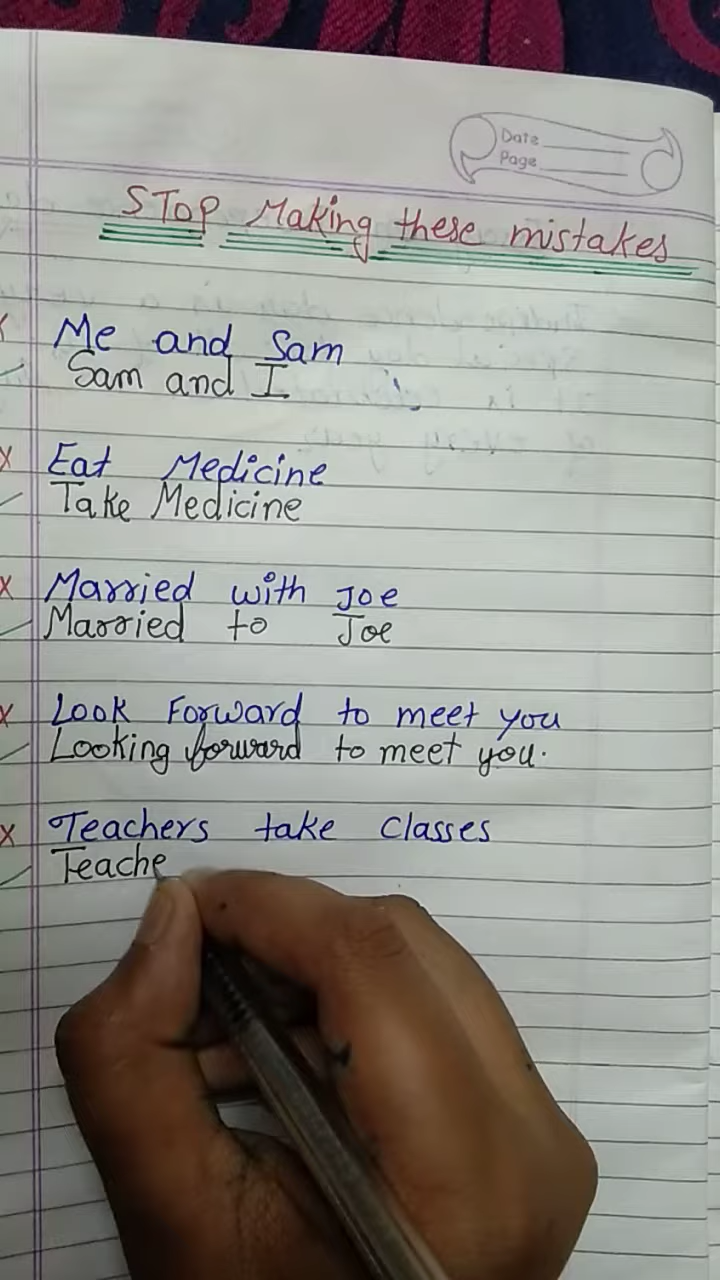 Date
Page
STOP Making these mistakes
x Me and Sam
✓ Sam and I
x Eat Medicine
✓ Take Medicine
x Married with Joe
✓ Married to Joe
x Look Forward to meet you
✓ Looking forward to meet you.
x Teachers take classes
✓ Teache